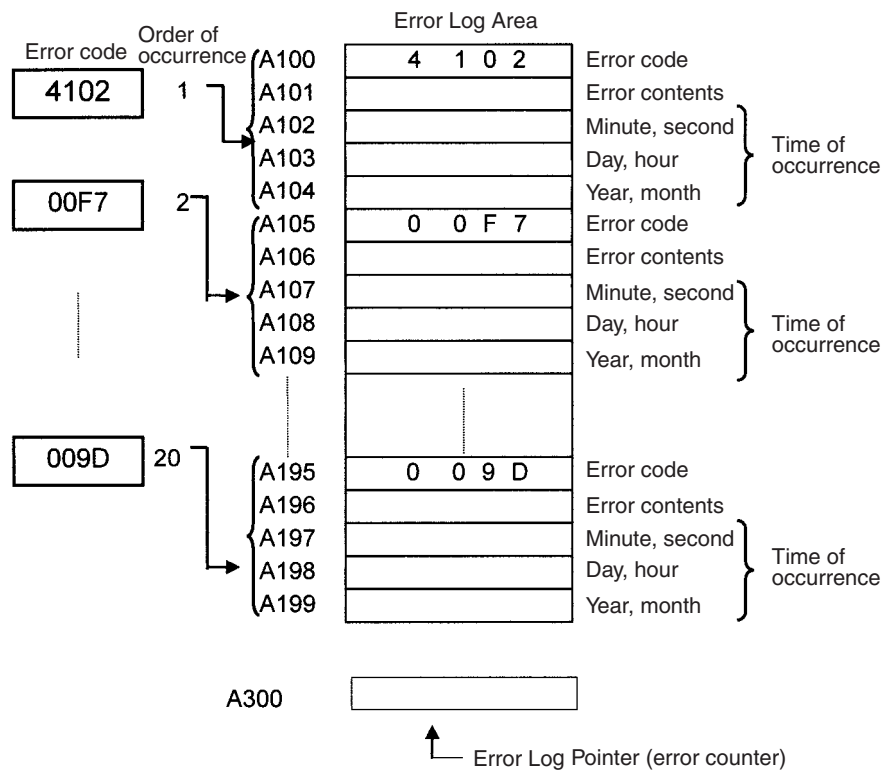 Error Log Area
Error code
Order of
occurrence
4102 1
A100 4 1 0 2 Error code
A101 Error contents
A102 Minute, second
A103 Day, hour
A104 Year, month
Time of
occurrence
00F7 2
A105 0 0 F 7 Error code
A106 Error contents
A107 Minute, second
A108 Day, hour
A109 Year, month
Time of
occurrence
009D 20
A195 0 0 9 D Error code
A196 Error contents
A197 Minute, second
A198 Day, hour
A199 Year, month
Time of
occurrence
A300
Error Log Pointer (error counter)